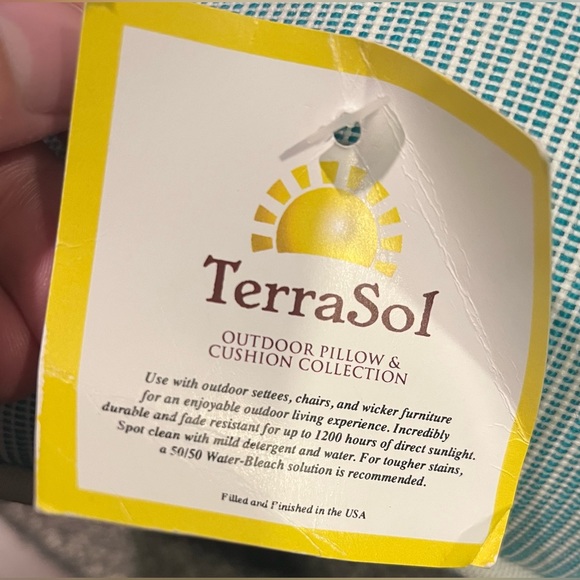 TerraSol
OUTDOOR PILLOW &
CUSHION COLLECTION
Use with outdoor settees, chairs, and wicker furniture
for an enjoyable outdoor living experience. Incredibly
durable and fade resistant for up to 1200 hours of direct sunlight.
Spot clean with mild detergent and water. For tougher stains,
a 50/50 Water-Bleach solution is recommended.
Filled and Finished in the USA